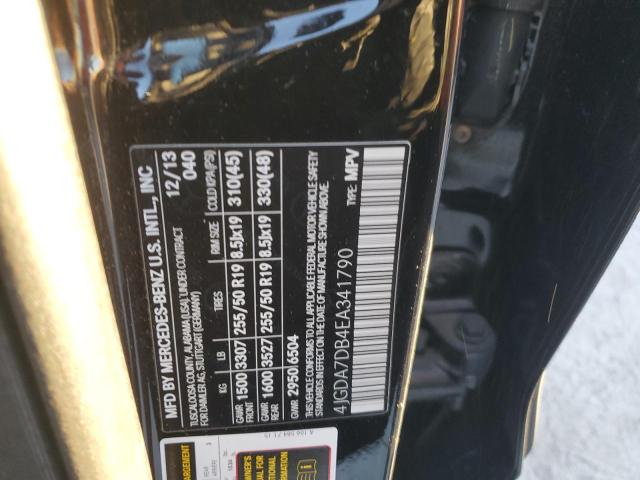 MFD BY MERCEDES-BENZ U.S. INTL., INC
TUSCALOOSA COUNTY, ALABAMA (USA), UNDER CONTRACT 12/13
FOR DAIMLER AG, STUTTGART (GERMANY) 040
KG LB TIRES RIM SIZE COLD KPA/(PSI)
GAWR FRONT 1500 3307 255/50 R19 8.5Jx19 310(45)
GAWR REAR 1600 3527 255/50 R19 8.5Jx19 330(48)
GVWR 2950 6504
THIS VEHICLE CONFORMS TO ALL APPLICABLE FEDERAL MOTOR VEHICLE SAFETY
STANDARDS IN EFFECT ON THE DATE OF MANUFACTURE SHOWN ABOVE.
4JGDA7DB4EA341790 TYPE: MPV